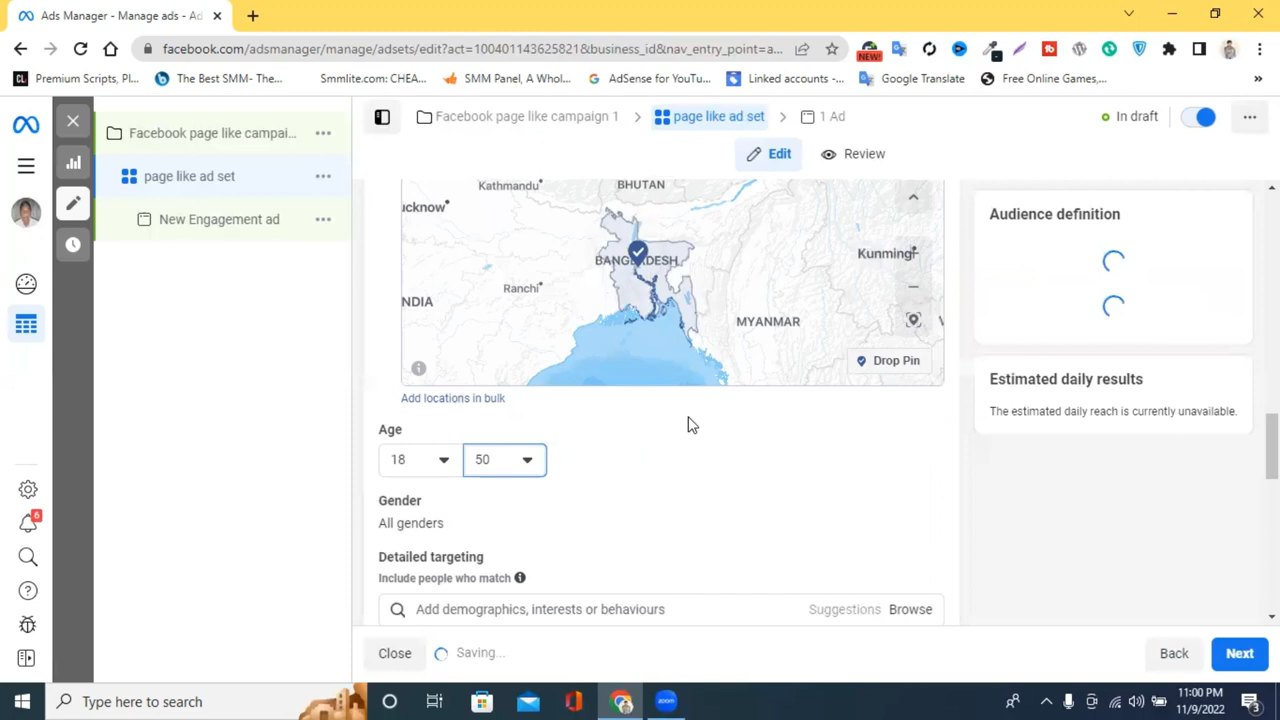 Ads Manager - Manage ads - Ad
facebook.com/adsmanager/manage/adsets/edit?act=100401143625821&business_id&nav_entry_point=a...
NEW!
CL Premium Scripts, Pl...
The Best SMM- The...
Smmlite.com: CHEA...
SMM Panel, A Whol...
AdSense for YouTu...
Linked accounts -...
Google Translate
Free Online Games,...
»
Facebook page like campai...
page like ad set
New Engagement ad
6
Facebook page like campaign 1
page like ad set
1 Ad
In draft
Edit
Review
Kathmandu
BHUTAN
ucknow
BANGLADESH
Kunming
Ranchi
NDIA
MYANMAR
Drop Pin
Add locations in bulk
Age
18
50
Gender
All genders
Detailed targeting
Include people who match
Add demographics, interests or behaviours
Suggestions
Browse
Audience definition
Estimated daily results
The estimated daily reach is currently unavailable.
Close
Saving...
Back
Next
Type here to search
zoom
11:00 PM
11/9/2022
3